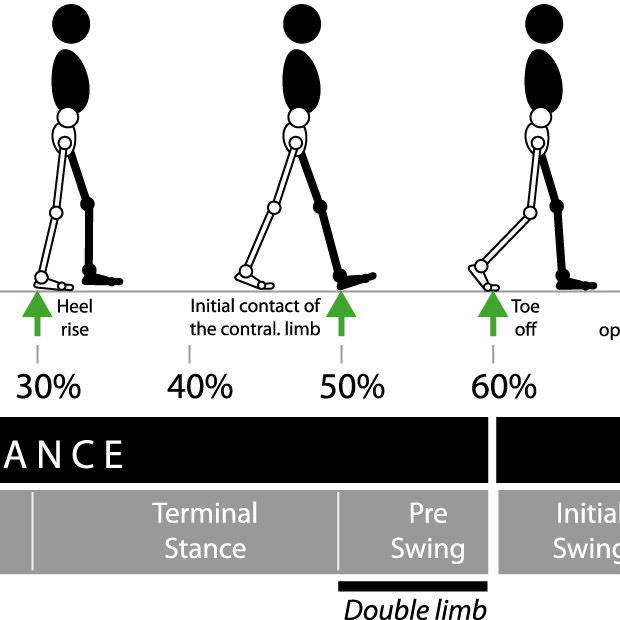 Heel
rise
Initial contact of
the contral. limb
Toe
off
op
30%
40%
50%
60%
ANCE
Terminal
Stance
Pre
Swing
Initial
Swing
Double limb